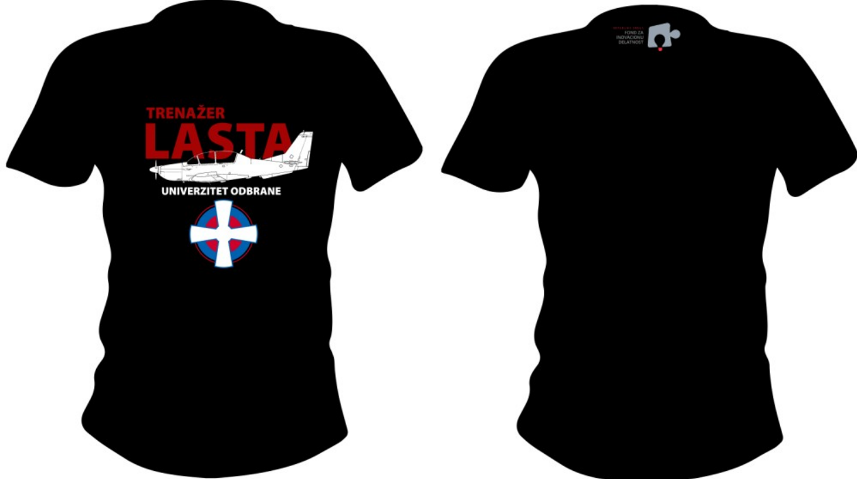 TRENAŽER
LASTA
UNIVERZITET ODBRANE
FOND ZA
INOVACIONU
DELATNOST